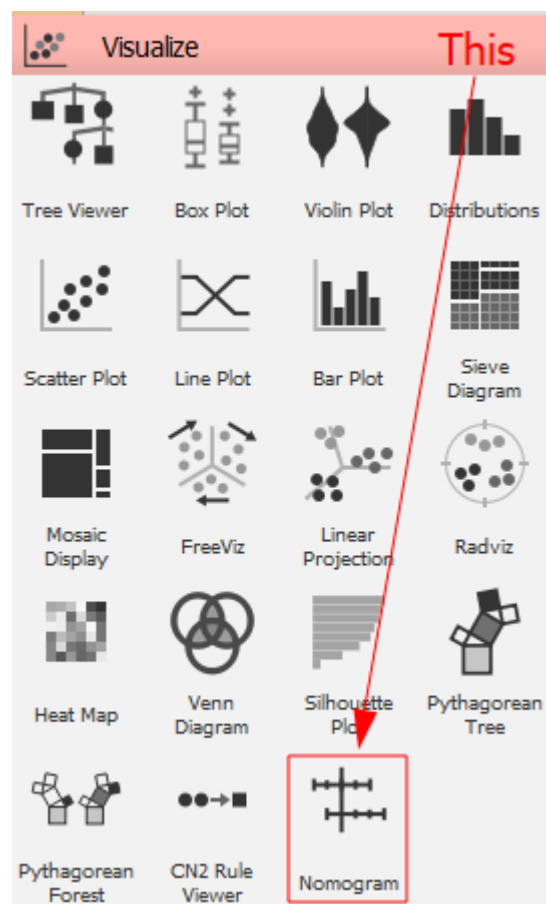 Visualize
This
Tree Viewer
Box Plot
Violin Plot
Distributions
Scatter Plot
Line Plot
Bar Plot
Sieve
Diagram
Mosaic
Display
FreeViz
Linear
Projection
Radviz
Heat Map
Venn
Diagram
Silhouette
Plot
Pythagorean
Tree
Pythagorean
Forest
CN2 Rule
Viewer
Nomogram